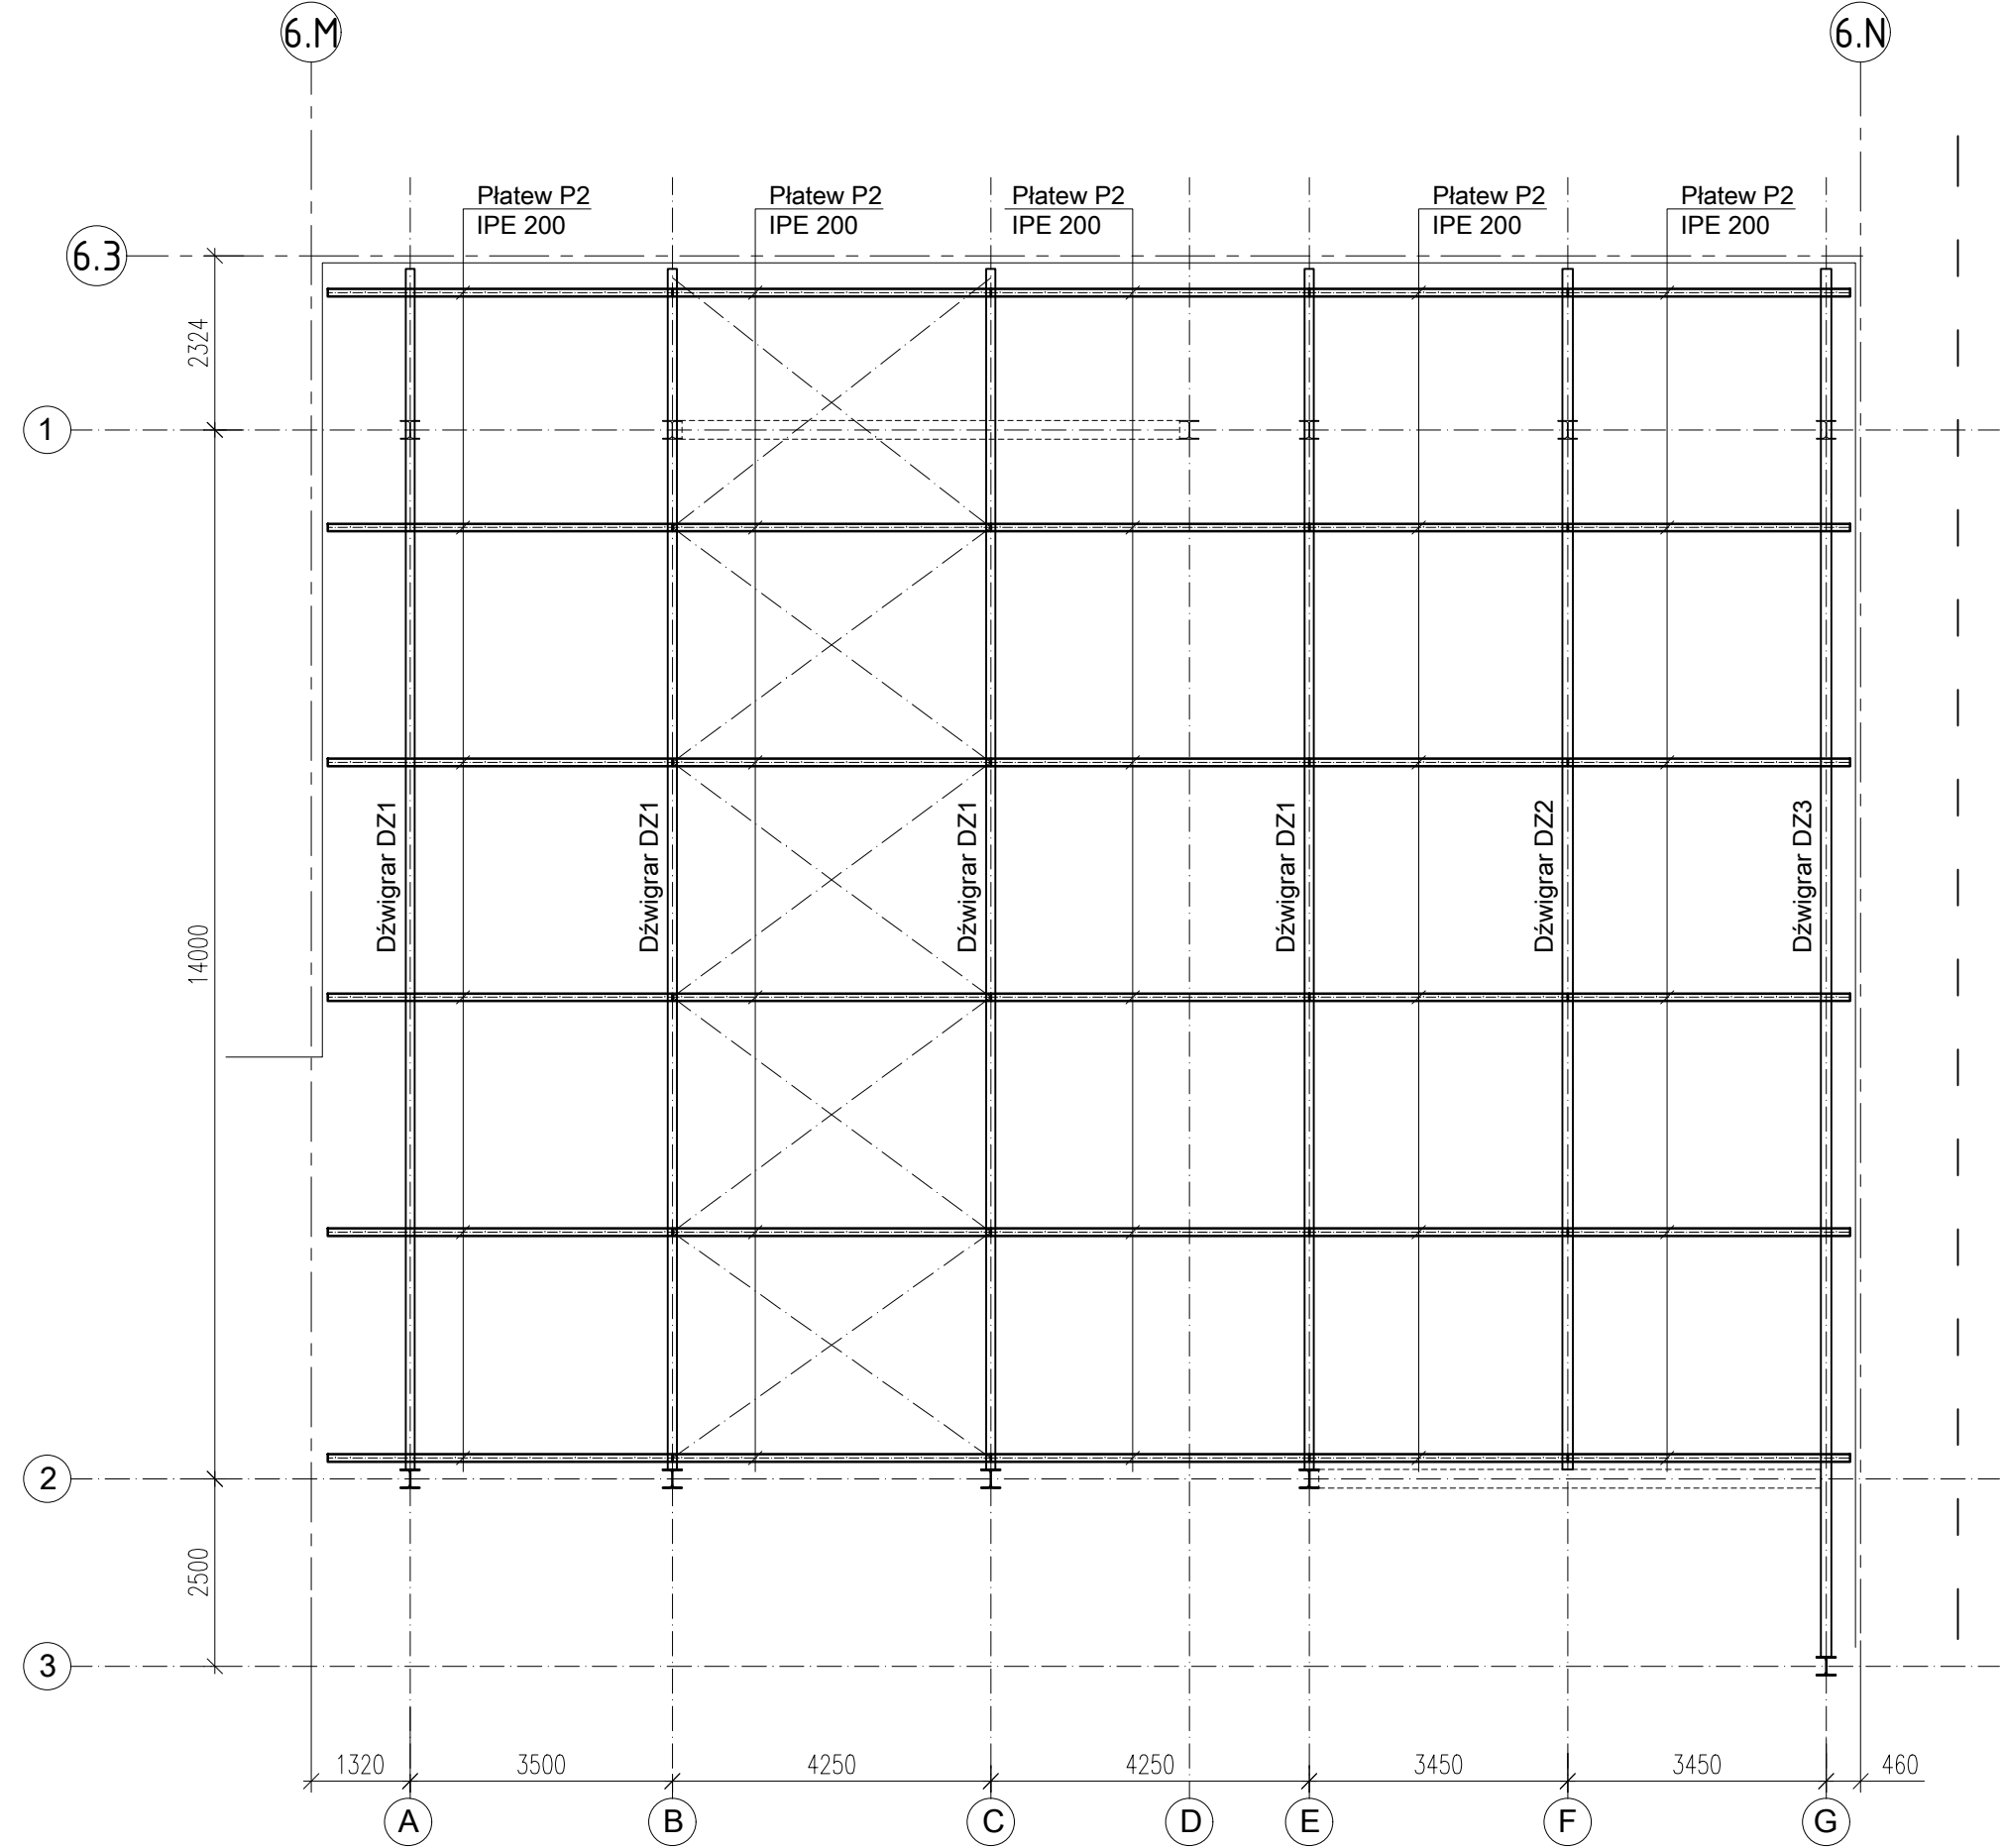 6.M
6.N
Płatew P2
IPE 200
Płatew P2
IPE 200
Płatew P2
IPE 200
Płatew P2
IPE 200
Płatew P2
IPE 200
6.3
2324
1
Dźwigrar DZ1
Dźwigrar DZ1
Dźwigrar DZ1
Dźwigrar DZ1
Dźwigrar DZ2
Dźwigrar DZ3
14000
2
2500
3
1320
3500
4250
4250
3450
3450
460
A
B
C
D
E
F
G